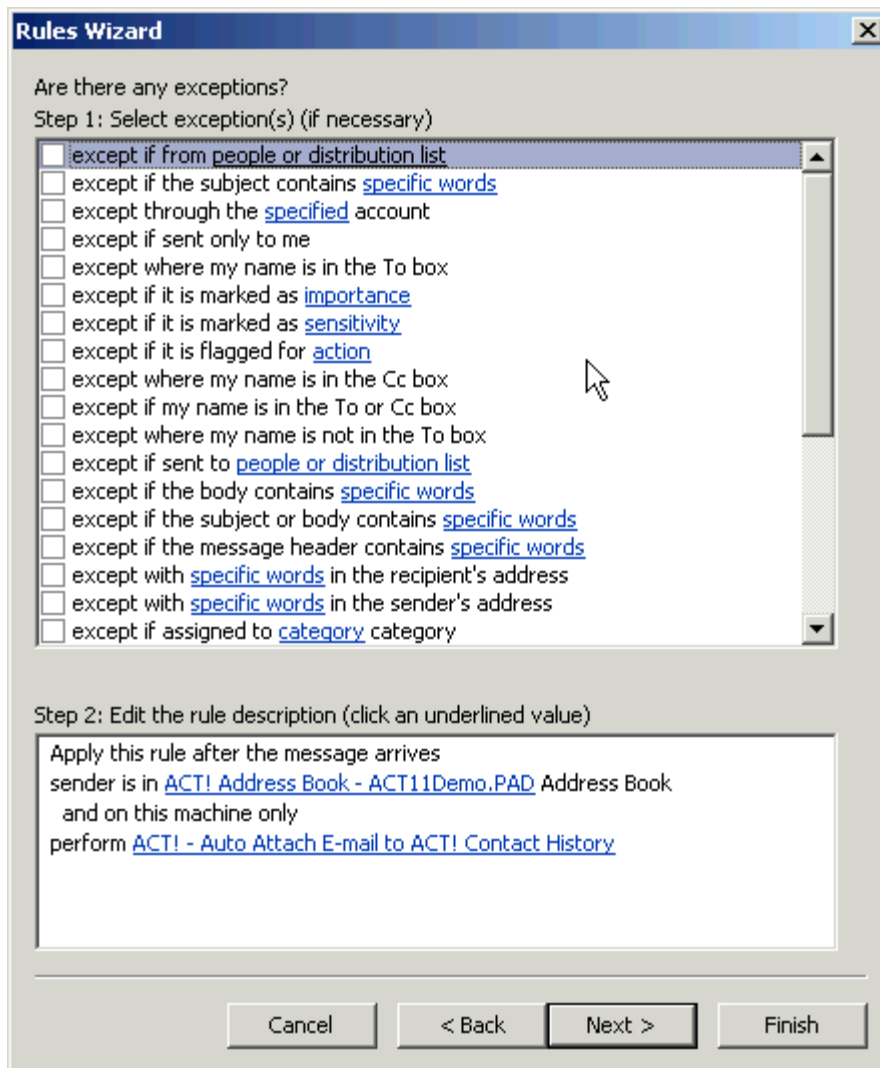 Rules Wizard
Are there any exceptions?
Step 1: Select exception(s) (if necessary)
except if from people or distribution list
except if the subject contains specific words
except through the specified account
except if sent only to me
except where my name is in the To box
except if it is marked as importance
except if it is marked as sensitivity
except if it is flagged for action
except where my name is in the Cc box
except if my name is in the To or Cc box
except where my name is not in the To box
except if sent to people or distribution list
except if the body contains specific words
except if the subject or body contains specific words
except if the message header contains specific words
except with specific words in the recipient's address
except with specific words in the sender's address
except if assigned to category category
Step 2: Edit the rule description (click an underlined value)
Apply this rule after the message arrives
sender is in ACT! Address Book - ACT11Demo.PAD Address Book
and on this machine only
perform ACT! - Auto Attach E-mail to ACT! Contact History
Cancel < Back Next > Finish